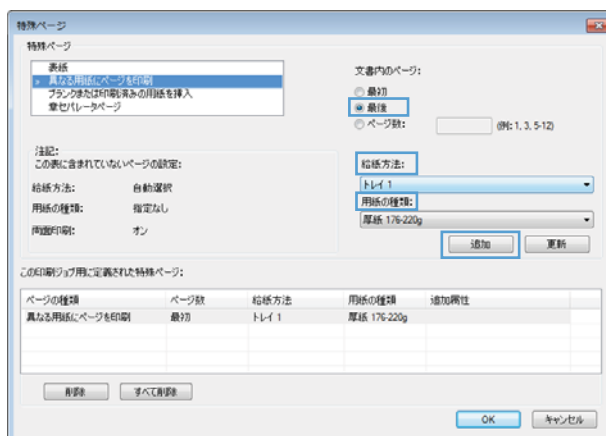 特殊ページ
特殊ページ
表紙
異なる用紙にページを印刷
ブランクまたは印刷済みの用紙を挿入
章セパレータページ
文書内のページ:
最初
最後
ページ数:
(例: 1, 3, 5-12)
注記:
この表に含まれていないページの設定:
給紙方法: 自動選択
用紙の種類: 指定なし
両面印刷: オン
給紙方法:
トレイ 1
用紙の種類:
厚紙 176-220g
追加 更新
この印刷ジョブ用に定義された特殊ページ:
ページの種類 ページ数 給紙方法 用紙の種類 追加属性
異なる用紙にページを印刷 最初 トレイ 1 厚紙 176-220g
削除 すべて削除
OK キャンセル